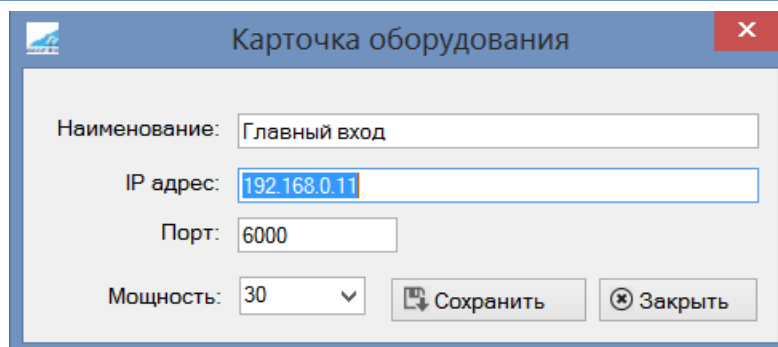 Карточка оборудования
Наименование: Главный вход
IP адрес: 192.168.0.11
Порт: 6000
Мощность: 30 Сохранить Закрыть